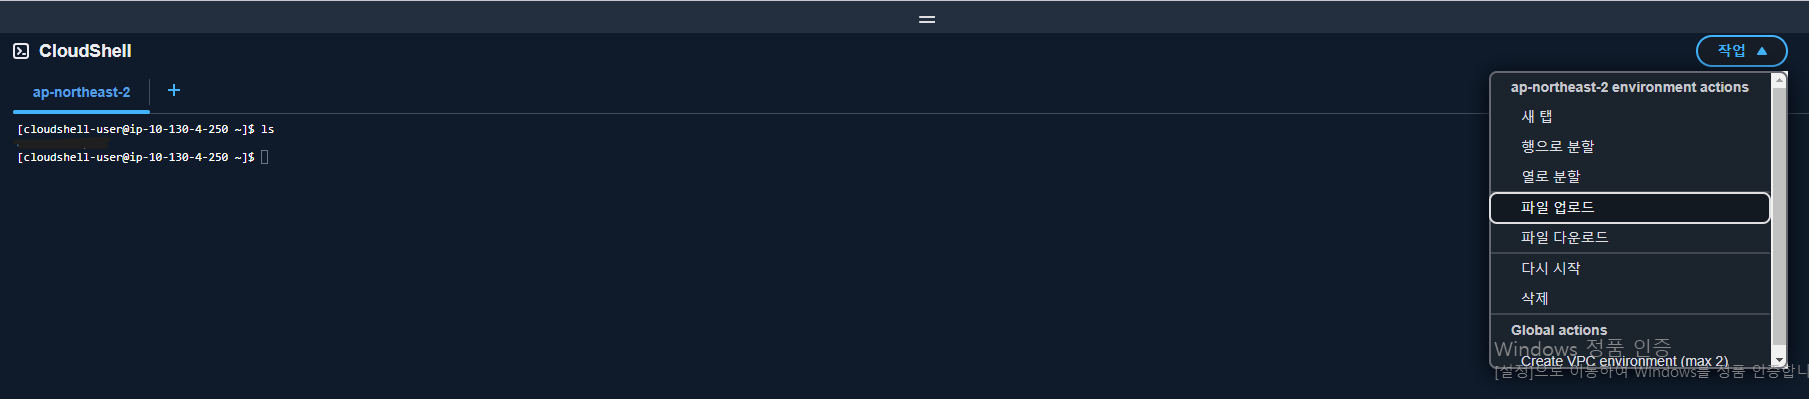 CloudShell
작업
ap-northeast-2
+
[cloudshell-user@ip-10-130-4-250 ~]$ ls
[cloudshell-user@ip-10-130-4-250 ~]$
ap-northeast-2 environment actions
새 탭
행으로 분할
열로 분할
파일 업로드
파일 다운로드
다시 시작
삭제
Global actions
Windows 정품 인증
Create VPC environment (max 2)
[설정]으로 이동하여 Windows를 정품 인증합니